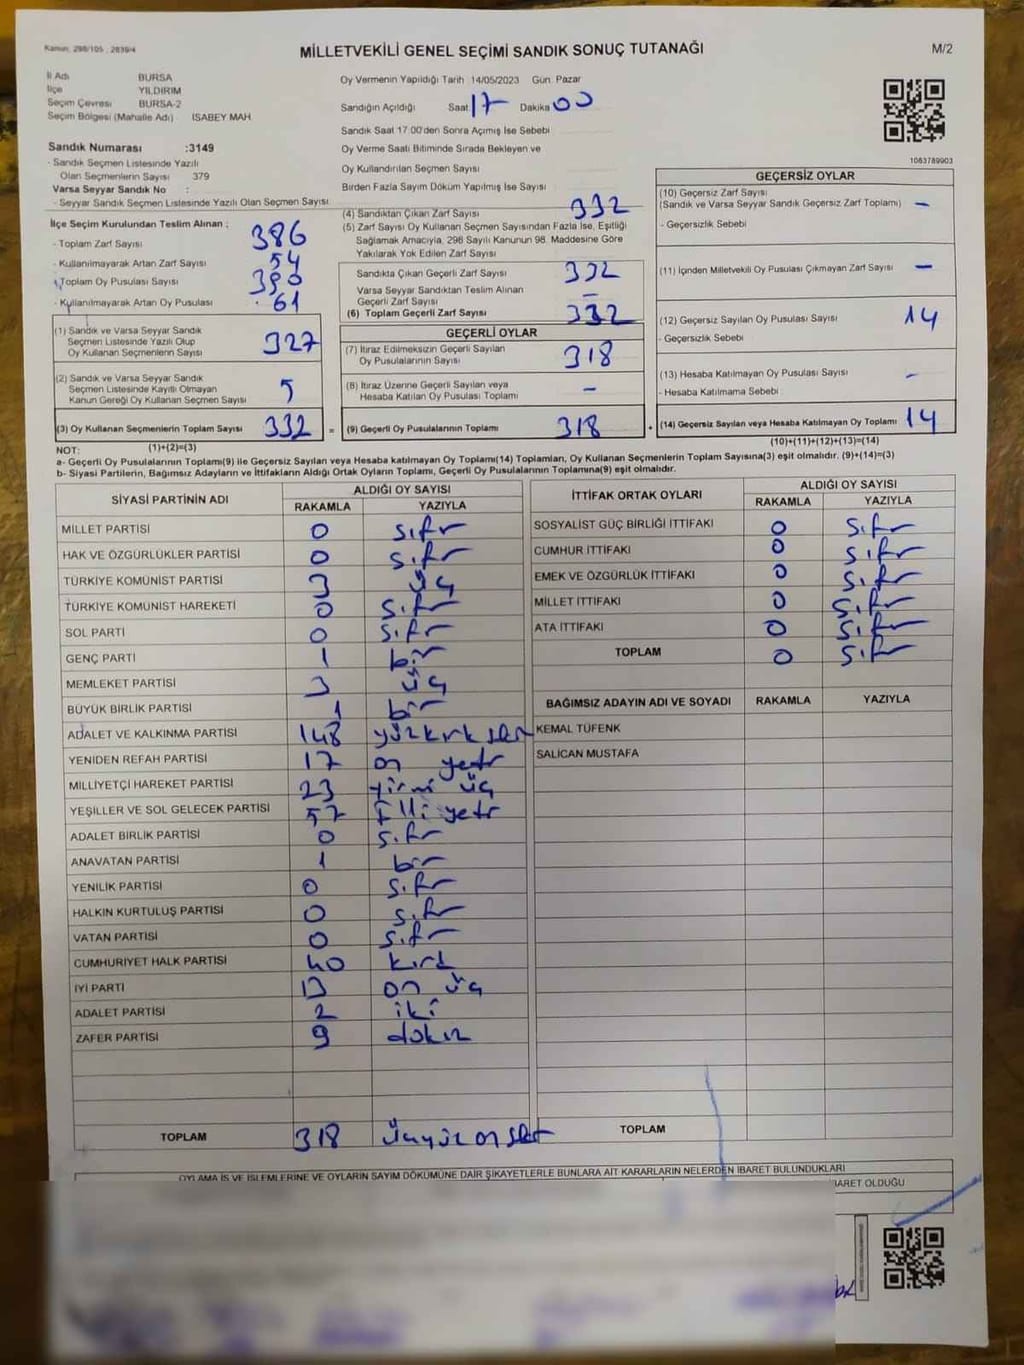 Kanun: 298/105 , 2839/4
MİLLETVEKİLİ GENEL SEÇİMİ SANDIK SONUÇ TUTANAĞI
M/2
İl Adı BURSA
İlçe YILDIRIM
Seçim Çevresi BURSA-2
Seçim Bölgesi (Mahalle Adı) ISABEY MAH.
Sandık Numarası :3149
- Sandık Seçmen Listesinde Yazılı
Olan Seçmenlerin Sayısı 379
Varsa Seyyar Sandık No :
- Seyyar Sandık Seçmen Listesinde Yazılı Olan Seçmen Sayısı
Oy Vermenin Yapıldığı Tarih 14/05/2023 Gün Pazar
Sandığın Açıldığı Saat 17 Dakika 00
Sandık Saat 17:00'den Sonra Açımış İse Sebebi
Oy Verme Saati Bitiminde Sırada Bekleyen ve
Oy Kullandırılan Seçmen Sayısı
Birden Fazla Sayım Döküm Yapılmış İse Sayısı
1063789903
İlçe Seçim Kurulundan Teslim Alınan ;
- Toplam Zarf Sayısı 386
- Kullanılmayarak Artan Zarf Sayısı 54
- Toplam Oy Pusulası Sayısı 390
- Kullanılmayarak Artan Oy Pusulası 61
(1) Sandık ve Varsa Seyyar Sandık
Seçmen Listesinde Yazılı Olup
Oy Kullanan Seçmenlerin Sayısı 327
(2) Sandık ve Varsa Seyyar Sandık
Seçmen Listesinde Kayıtlı Olmayan
Kanun Gereği Oy Kullanan Seçmen Sayısı 5
(3) Oy Kullanan Seçmenlerin Toplam Sayısı 332 =
(1)+(2)=(3)
(4) Sandıktan Çıkan Zarf Sayısı 332
(5) Zarf Sayısı Oy Kullanan Seçmen Sayısından Fazla İse, Eşitliği
Sağlamak Amacıyla, 298 Sayılı Kanunun 98. Maddesine Göre
Yakılarak Yok Edilen Zarf Sayısı
Sandıkta Çıkan Geçerli Zarf Sayısı 332
Varsa Seyyar Sandıktan Teslim Alınan
Geçerli Zarf Sayısı –
(6) Toplam Geçerli Zarf Sayısı 332
GEÇERLİ OYLAR
(7) İtiraz Edilmeksizin Geçerli Sayılan
Oy Pusulalarının Sayısı 318
(8) İtiraz Üzerine Geçerli Sayılan veya
Hesaba Katılan Oy Pusulası Toplamı –
(9) Geçerli Oy Pusulalarının Toplamı 318 +
GEÇERSİZ OYLAR
(10) Geçersiz Zarf Sayısı
(Sandık ve Varsa Seyyar Sandık Geçersiz Zarf Toplamı) –
- Geçersizlik Sebebi
(11) İçinden Milletvekili Oy Pusulası Çıkmayan Zarf Sayısı –
(12) Geçersiz Sayılan Oy Pusulası Sayısı 14
- Geçersizlik Sebebi
(13) Hesaba Katılmayan Oy Pusulası Sayısı –
- Hesaba Katılmama Sebebi
(14) Geçersiz Sayılan veya Hesaba Katılmayan Oy Toplamı 14
(10)+(11)+(12)+(13)=(14)
NOT:
a- Geçerli Oy Pusulalarının Toplamı(9) ile Geçersiz Sayılan veya Hesaba katılmayan Oy Toplamı(14) Toplamları, Oy Kullanan Seçmenlerin Toplam Sayısına(3) eşit olmalıdır. (9)+(14)=(3)
b- Siyasi Partilerin, Bağımsız Adayların ve İttifakların Aldığı Ortak Oyların Toplamı, Geçerli Oy Pusulalarının Toplamına(9) eşit olmalıdır.
SİYASİ PARTİNİN ADI ALDIĞI OY SAYISI
RAKAMLA YAZIYLA
MİLLET PARTİSİ 0 sıfır
HAK VE ÖZGÜRLÜKLER PARTİSİ 0 sıfır
TÜRKİYE KOMÜNİST PARTİSİ 3 üç
TÜRKİYE KOMÜNİST HAREKETİ 0 sıfır
SOL PARTİ 0 sıfır
GENÇ PARTİ 1 bir
MEMLEKET PARTİSİ 3 üç
BÜYÜK BİRLİK PARTİSİ 1 bir
ADALET VE KALKINMA PARTİSİ 148 yüzkırk sekiz
YENİDEN REFAH PARTİSİ 17 on yedi
MİLLİYETÇİ HAREKET PARTİSİ 23 yirmi üç
YEŞİLLER VE SOL GELECEK PARTİSİ 57 elli yedi
ADALET BİRLİK PARTİSİ 0 sıfır
ANAVATAN PARTİSİ 1 bir
YENİLİK PARTİSİ 0 sıfır
HALKIN KURTULUŞ PARTİSİ 0 sıfır
VATAN PARTİSİ 0 sıfır
CUMHURİYET HALK PARTİSİ 40 kırk
İYİ PARTİ 13 on üç
ADALET PARTİSİ 2 iki
ZAFER PARTİSİ 9 dokuz
TOPLAM 318 üçyüz on sekiz
İTTİFAK ORTAK OYLARI ALDIĞI OY SAYISI
RAKAMLA YAZIYLA
SOSYALİST GÜÇ BİRLİĞİ İTTİFAKI 0 sıfır
CUMHUR İTTİFAKI 0 sıfır
EMEK VE ÖZGÜRLÜK İTTİFAKI 0 sıfır
MİLLET İTTİFAKI 0 sıfır
ATA İTTİFAKI 0 sıfır
TOPLAM 0 sıfır
BAĞIMSIZ ADAYIN ADI VE SOYADI RAKAMLA YAZIYLA
KEMAL TÜFENK
SALİCAN MUSTAFA
TOPLAM
OYLAMA İŞ VE İŞLEMLERİNE VE OYLARIN SAYIM DÖKÜMÜNE DAİR ŞİKAYETLERLE BUNLARA AİT KARARLARIN NELERDEN İBARET BULUNDUKLARI
BARET OLDUĞU